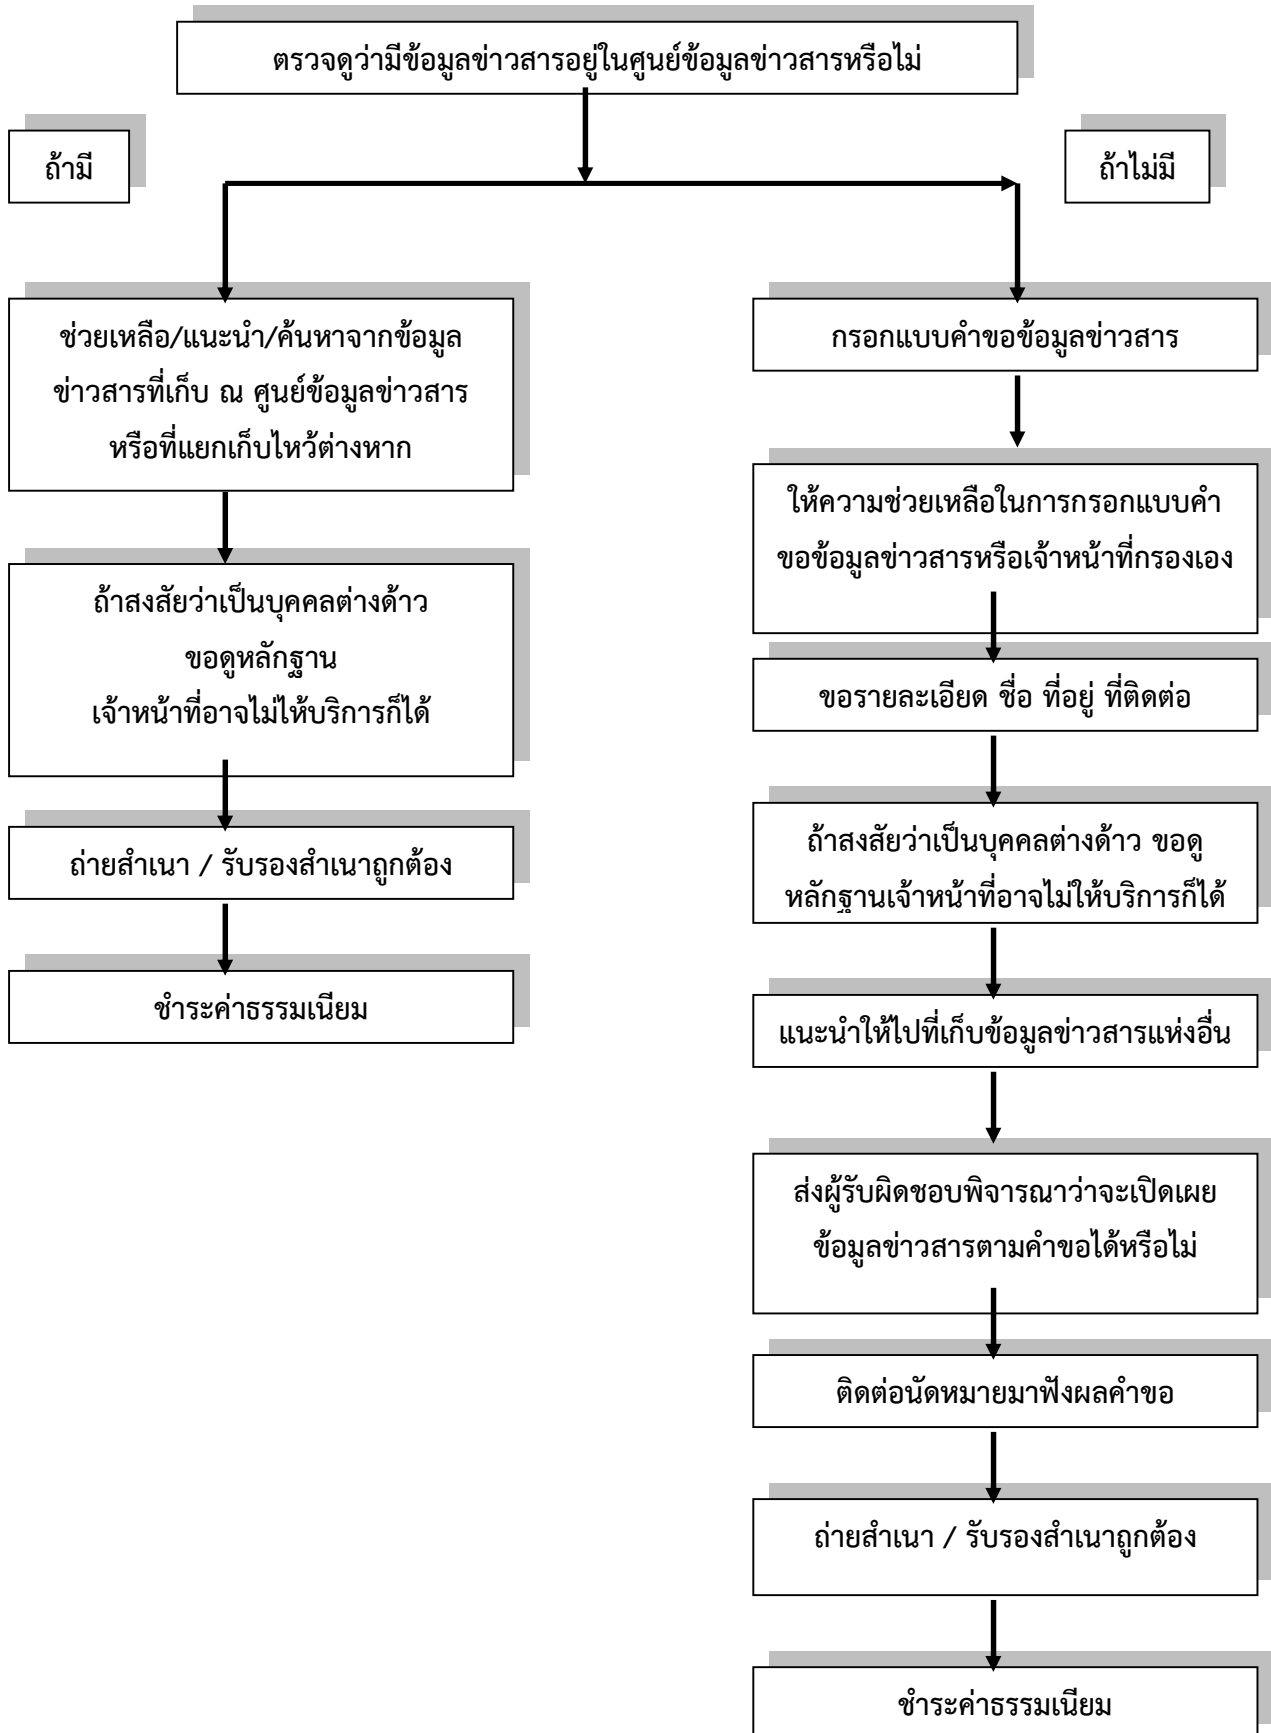 ตรวจดูว่ามีข้อมูลข่าวสารอยู่ในศูนย์ข้อมูลข่าวสารหรือไม่
ถ้ามี
ถ้าไม่มี
ช่วยเหลือ/แนะนำ/ค้นหาจากข้อมูล
ข่าวสารที่เก็บ ณ ศูนย์ข้อมูลข่าวสาร
หรือที่แยกเก็บไหว้ต่างหาก
ถ้าสงสัยว่าเป็นบุคคลต่างด้าว
ขอดูหลักฐาน
เจ้าหน้าที่อาจไม่ไห้บริการก็ได้
ถ่ายสำเนา / รับรองสำเนาถูกต้อง
ชำระค่าธรรมเนียม
กรอกแบบคำขอข้อมูลข่าวสาร
ให้ความช่วยเหลือในการกรอกแบบคำ
ขอข้อมูลข่าวสารหรือเจ้าหน้าที่กรองเอง
ขอรายละเอียด ชื่อ ที่อยู่ ที่ติดต่อ
ถ้าสงสัยว่าเป็นบุคคลต่างด้าว ขอดู
หลักฐานเจ้าหน้าที่อาจไม่ให้บริการก็ได้
แนะนำให้ไปที่เก็บข้อมูลข่าวสารแห่งอื่น
ส่งผู้รับผิดชอบพิจารณาว่าจะเปิดเผย
ข้อมูลข่าวสารตามคำขอได้หรือไม่
ติดต่อนัดหมายมาฟังผลคำขอ
ถ่ายสำเนา / รับรองสำเนาถูกต้อง
ชำระค่าธรรมเนียม